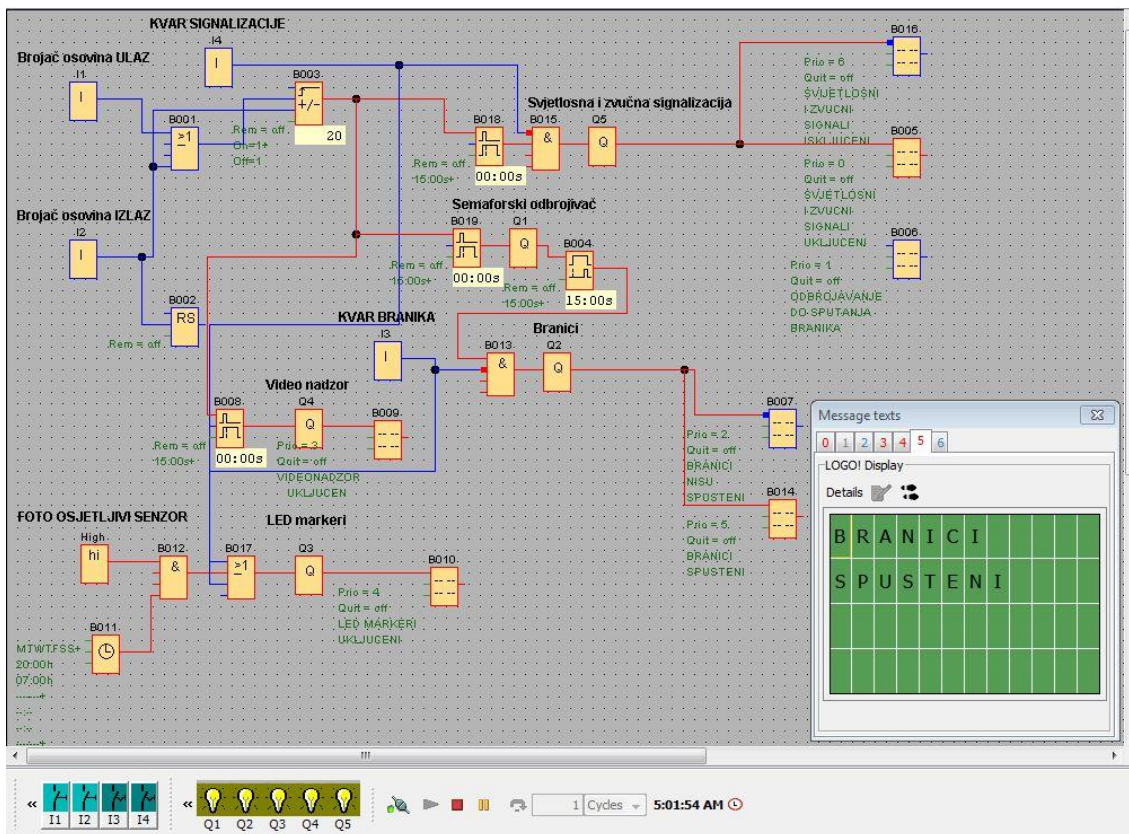 KVAR SIGNALIZACIJE
I4
I
Brojač osovina ULAZ
I1
I
B003
+/-
Rem = off
On=1+
Off=1
20
B001
≥1
Brojač osovina IZLAZ
I2
I
B002
RS
Rem = off
Svjetlosna i zvučna signalizacija
B018
Rem = off
15:00s+
00:00s
B015
&
Q5
Q
B016
Prio = 6
Quit = off
SVJETLOSNI
I ZVUCNI
SIGNALI
ISKLJUCENI
B005
Prio = 0
Quit = off
SVJETLOSNI
I ZVUCNI
SIGNALI
UKLJUCENI
B006
Prio = 1
Quit = off
ODBROJAVANJE
DO SPUTANJA
BRANIKA
Semaforski odbrojivač
B019
Rem = off
15:00s+
00:00s
Q1
Q
B004
Rem = off
15:00s+
15:00s
KVAR BRANIKA
I3
I
Branici
B013
&
Q2
Q
B007
Prio = 2
Quit = off
BRANICI
NISU
SPUSTENI
B014
Prio = 5
Quit = off
BRANICI
SPUSTENI
Video nadzor
B008
Rem = off
15:00s+
00:00s
Q4
Q
B009
Prio = 3
Quit = off
VIDEONADZOR
UKLJUCEN
FOTO OSJETLJIVI SENZOR
High
hi
B012
&
LED markeri
B017
≥1
Q3
Q
B010
Prio = 4
Quit = off
LED MARKERI
UKLJUCENI
B011
MTWTFSS+
20:00h
07:00h
Message texts
0 1 2 3 4 5 6
LOGO! Display
Details
BRANICI
SPUSTENI
« I1 I2 I3 I4 « Q1 Q2 Q3 Q4 Q5 1 Cycles 5:01:54 AM